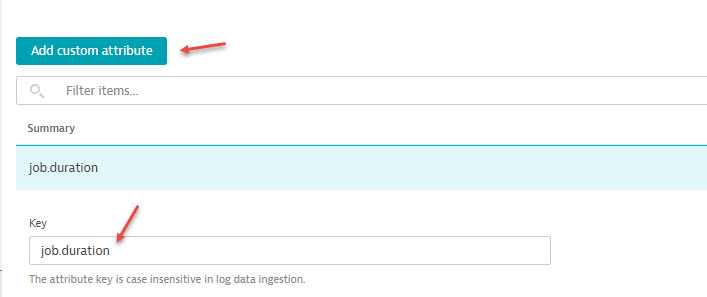 Add custom attribute
Filter items...
Summary
job.duration
Key
job.duration
The attribute key is case insensitive in log data ingestion.